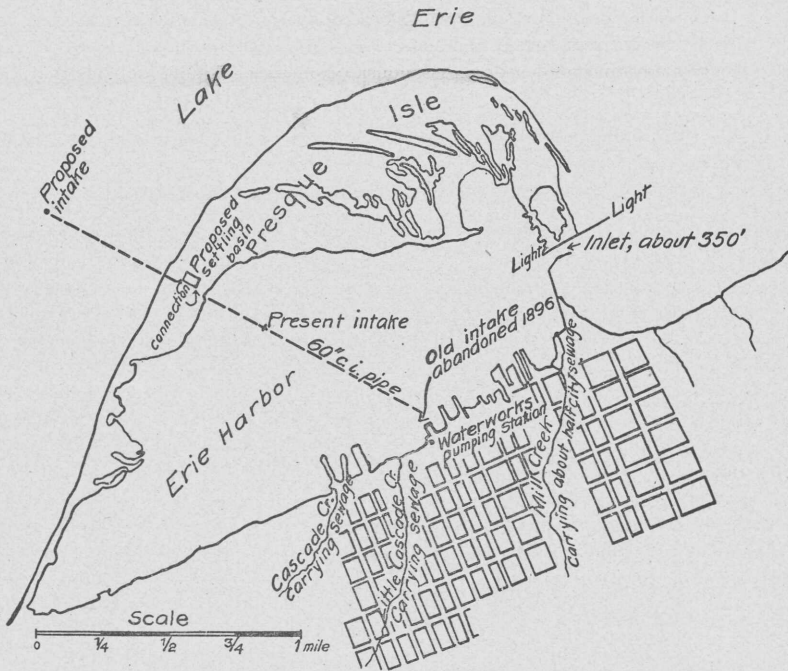 Erie
Lake
Isle
Presque
Proposed
intake
Proposed
settling
basin
connection
Light
Light
Inlet, about 350'
Present intake
60" c.i. pipe
Old intake
abandoned 1896
Erie Harbor
Waterworks
Pumping Station
Mill Creek
Carrying about half city sewage
Cascade Cr.
Carrying sewage
Little Cascade Cr.
Carrying sewage
Scale
0 1/4 1/2 3/4 1 mile